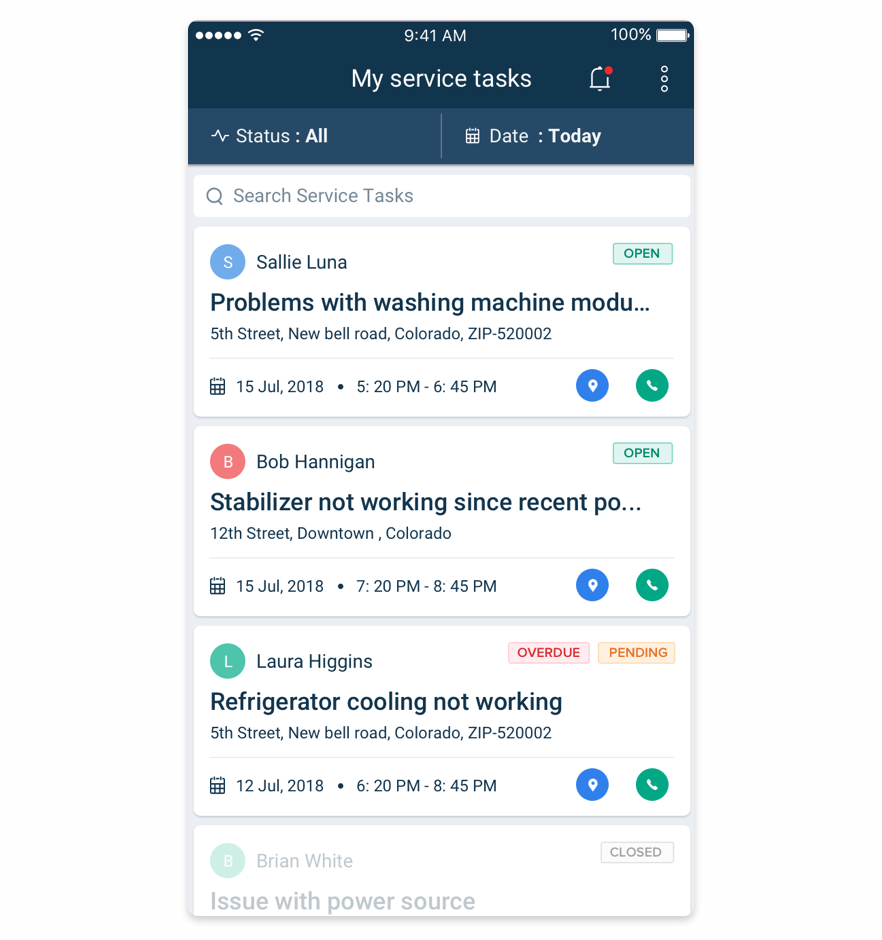 9:41 AM
100%
My service tasks
Status : All
Date : Today
Search Service Tasks
S Sallie Luna OPEN
Problems with washing machine modu...
5th Street, New bell road, Colorado, ZIP-520002
15 Jul, 2018 • 5: 20 PM - 6: 45 PM
B Bob Hannigan OPEN
Stabilizer not working since recent po...
12th Street, Downtown , Colorado
15 Jul, 2018 • 7: 20 PM - 8: 45 PM
L Laura Higgins OVERDUE PENDING
Refrigerator cooling not working
5th Street, New bell road, Colorado, ZIP-520002
12 Jul, 2018 • 6: 20 PM - 8: 45 PM
B Brian White CLOSED
Issue with power source